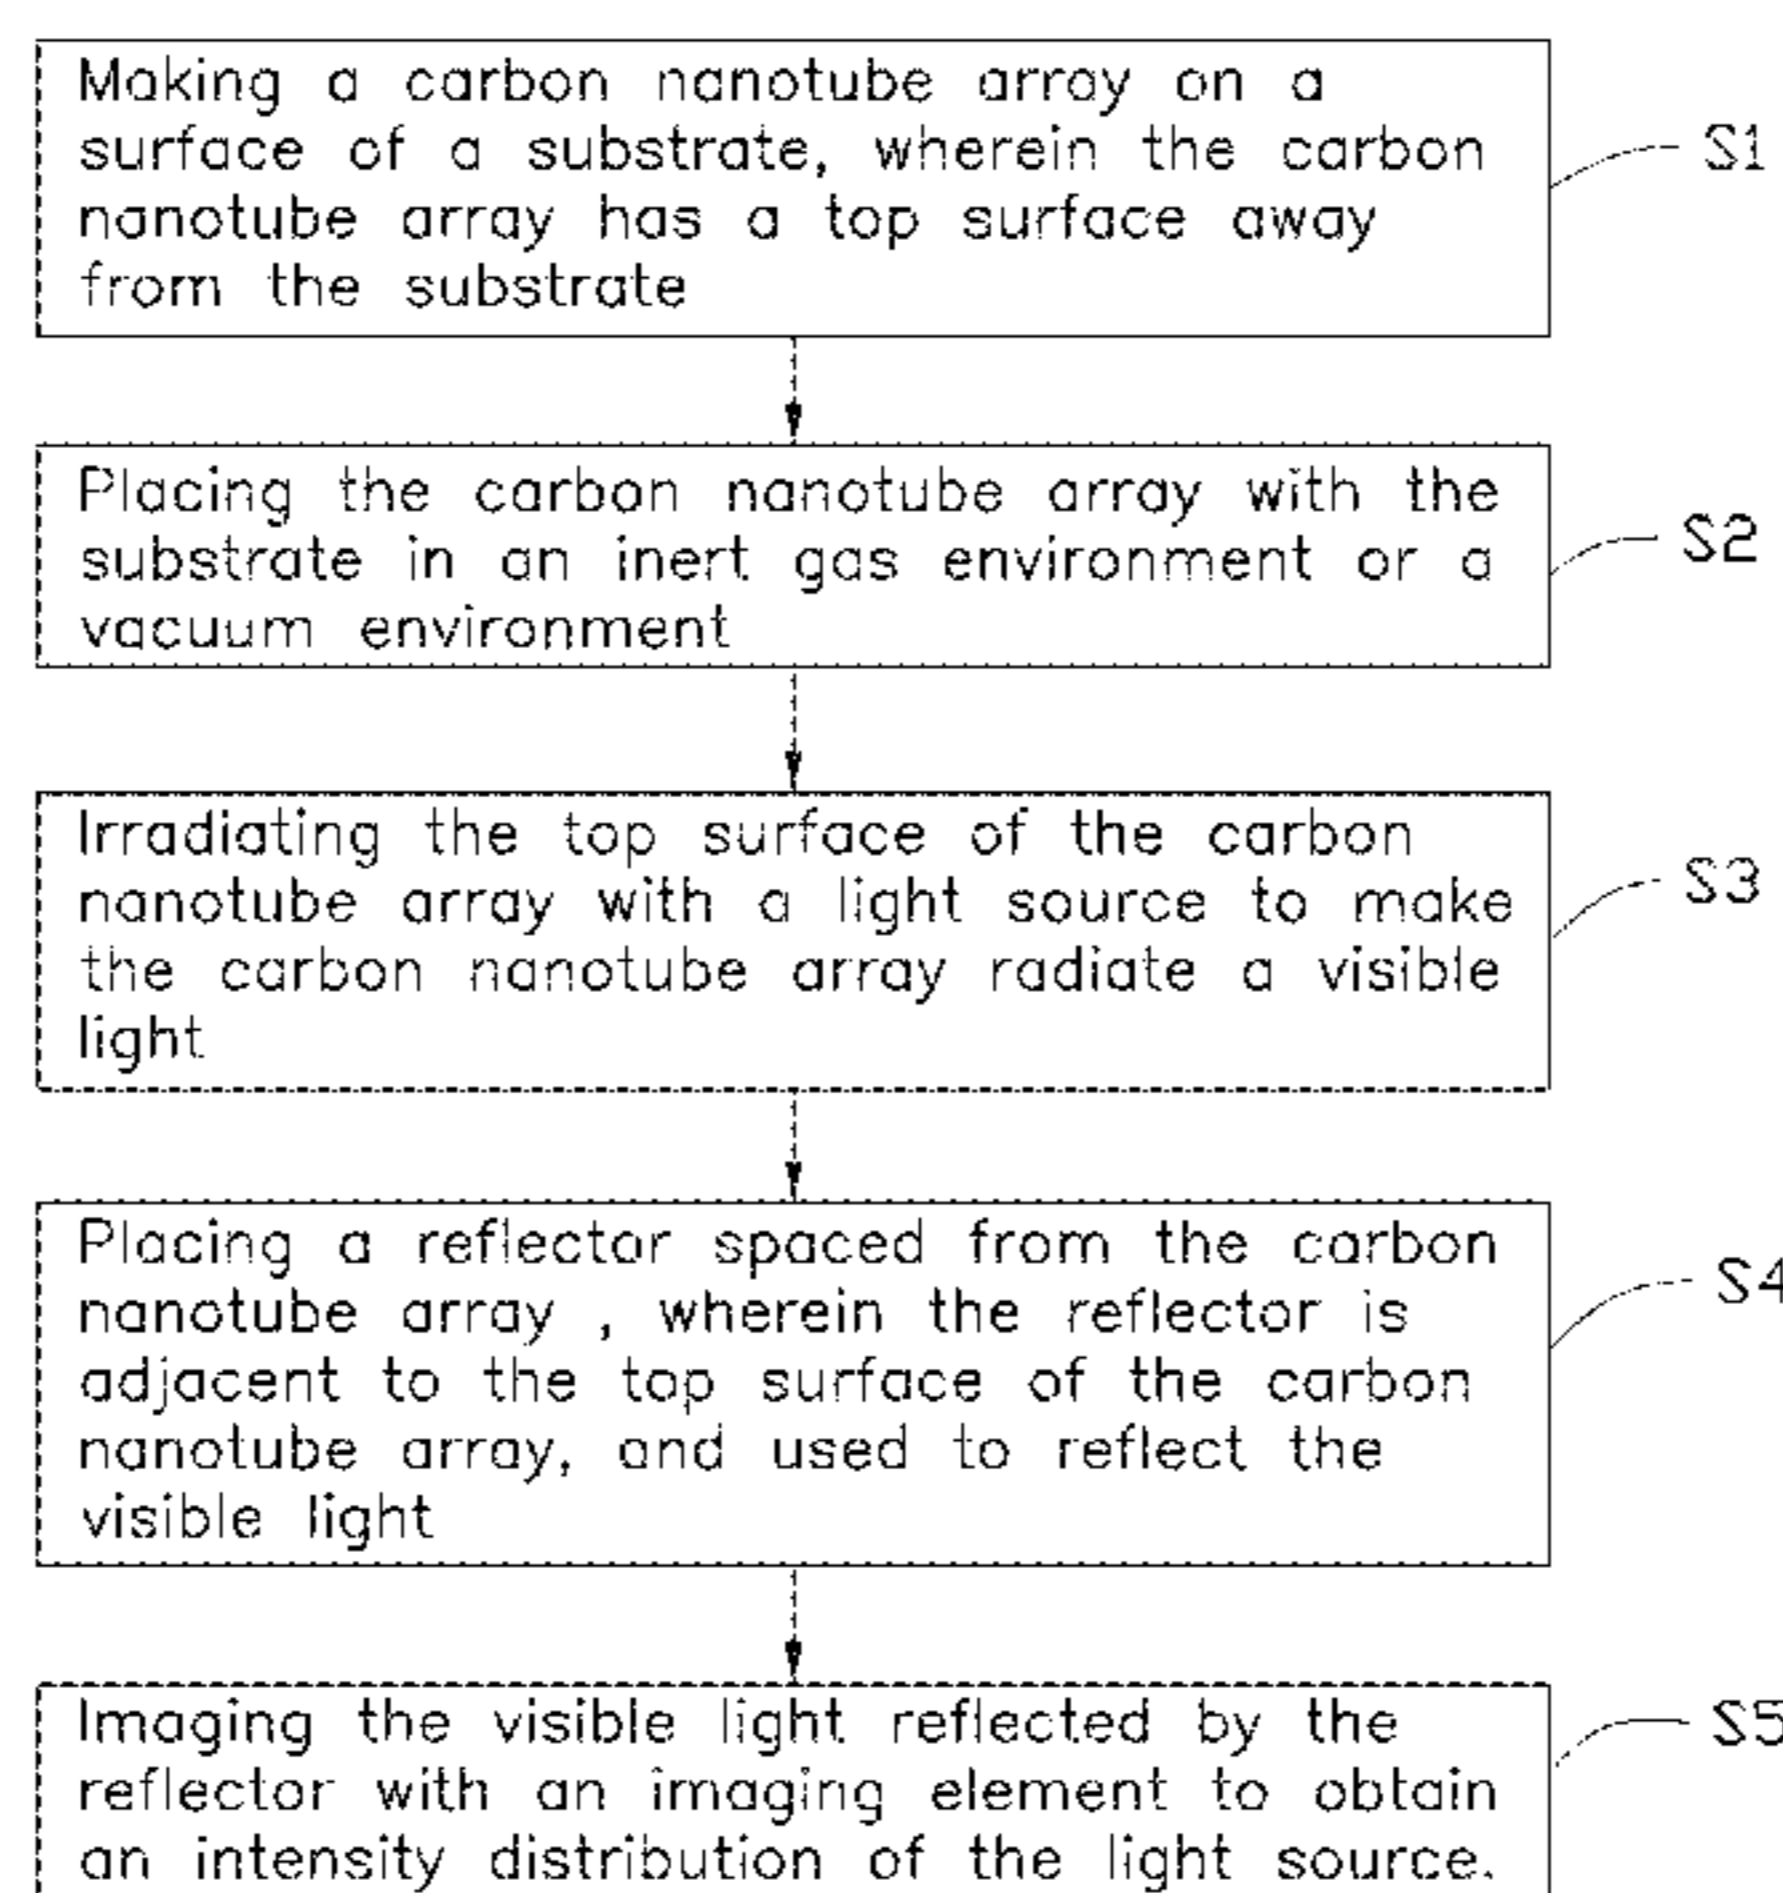 Making a carbon nanotube array on a
surface of a substrate, wherein the carbon
nanotube array has a top surface away
from the substrate
S1
Placing the carbon nanotube array with the
substrate in an inert gas environment or a
vacuum environment
S2
Irradiating the top surface of the carbon
nanotube array with a light source to make
the carbon nanotube array radiate a visible
light
S3
Placing a reflector spaced from the carbon
nanotube array , wherein the reflector is
adjacent to the top surface of the carbon
nanotube array, and used to reflect the
visible light
S4
Imaging the visible light reflected by the
reflector with an imaging element to obtain
an intensity distribution of the light source.
S5